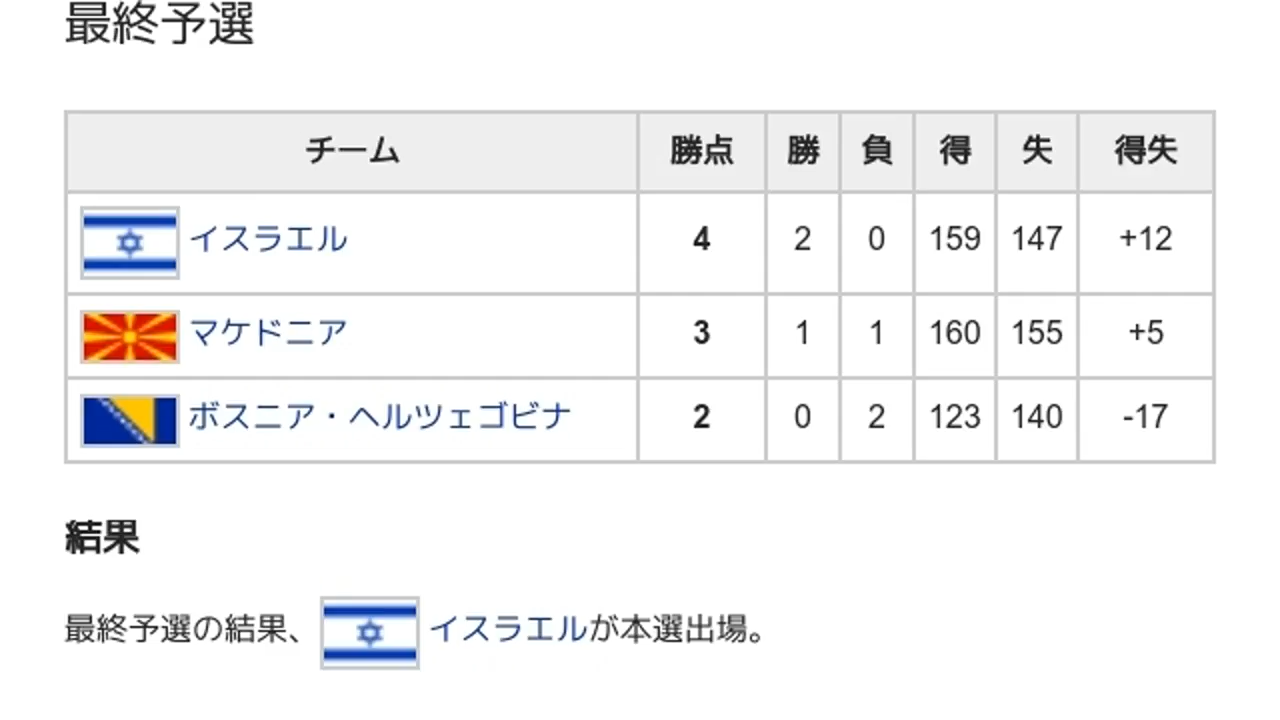 最終予選
チーム 勝点 勝 負 得 失 得失
イスラエル 4 2 0 159 147 +12
マケドニア 3 1 1 160 155 +5
ボスニア・ヘルツェゴビナ 2 0 2 123 140 -17
結果
最終予選の結果、 イスラエルが本選出場。